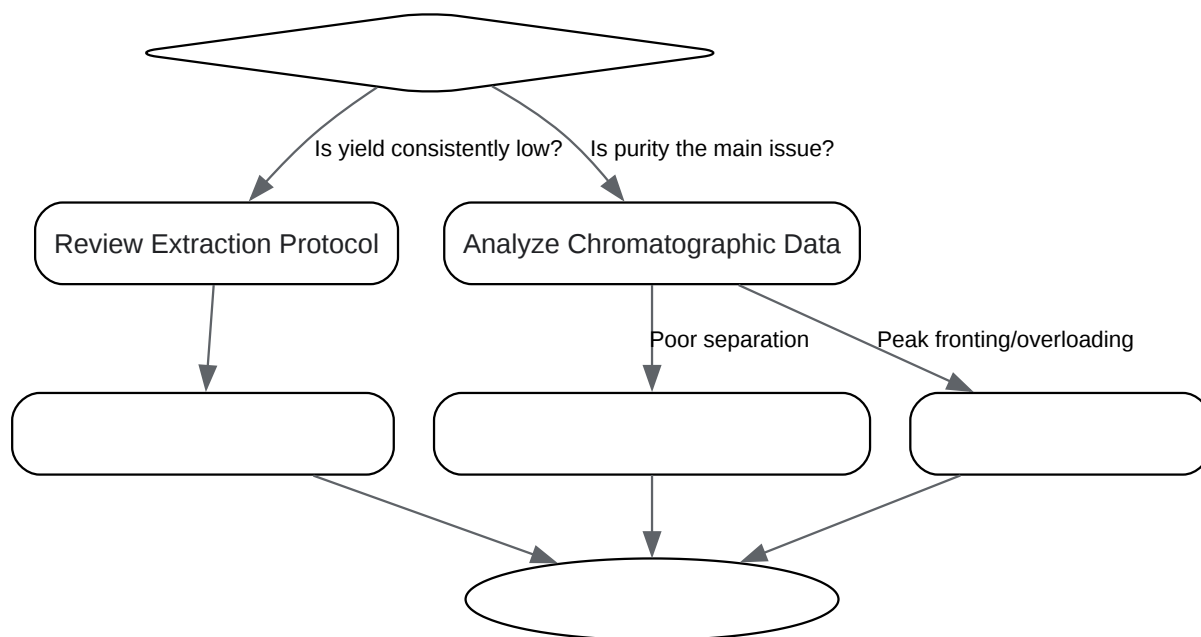 Is yield consistently low?
Is purity the main issue?
Review Extraction Protocol
Analyze Chromatographic Data
Poor separation
Peak fronting/overloading